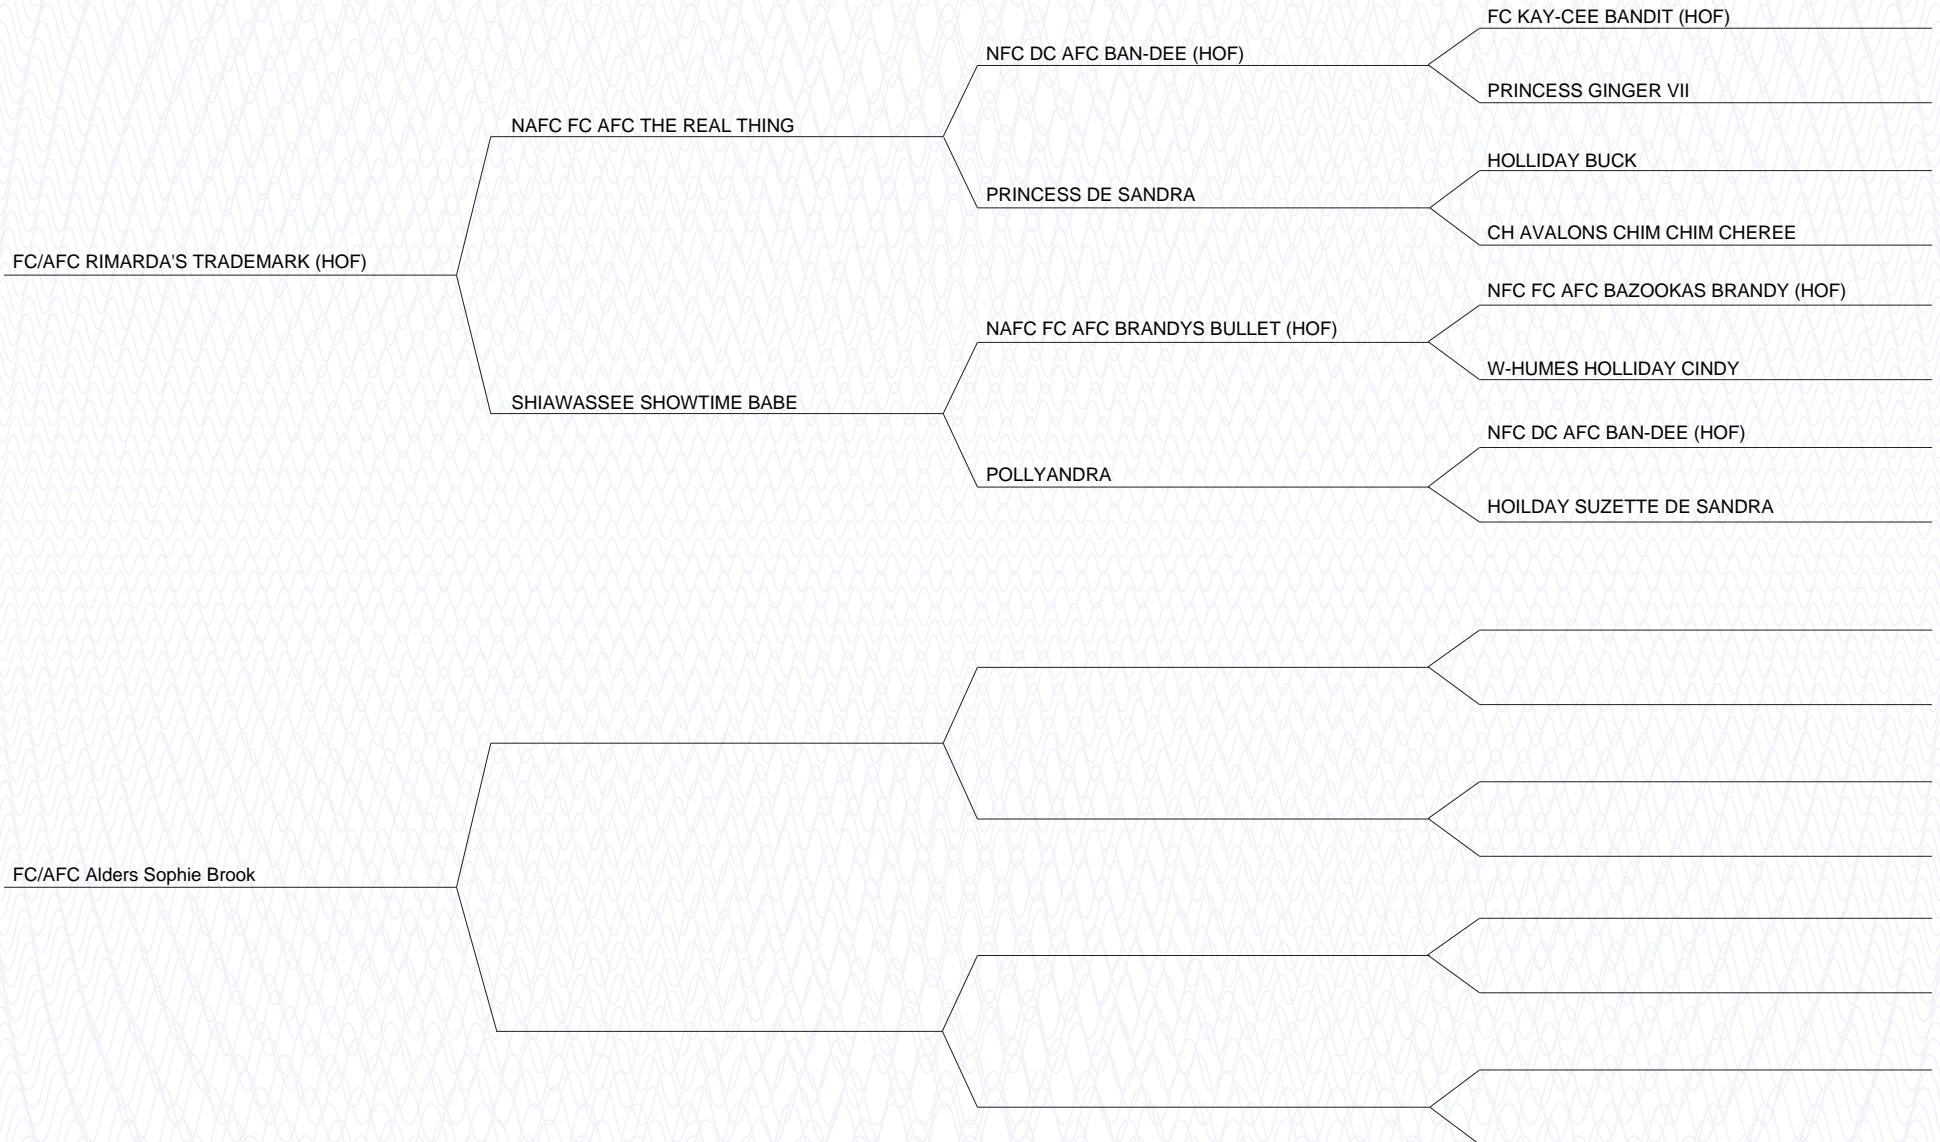 FC KAY-CEE BANDIT (HOF)
NFC DC AFC BAN-DEE (HOF)
PRINCESS GINGER VII
NAFC FC AFC THE REAL THING
HOLLIDAY BUCK
PRINCESS DE SANDRA
CH AVALONS CHIM CHIM CHEREE
FC/AFC RIMARDA'S TRADEMARK (HOF)
NFC FC AFC BAZOOKAS BRANDY (HOF)
NAFC FC AFC BRANDYS BULLET (HOF)
W-HUMES HOLLIDAY CINDY
SHIAWASSEE SHOWTIME BABE
NFC DC AFC BAN-DEE (HOF)
POLLYANDRA
HOILDAY SUZETTE DE SANDRA
FC/AFC Alders Sophie Brook